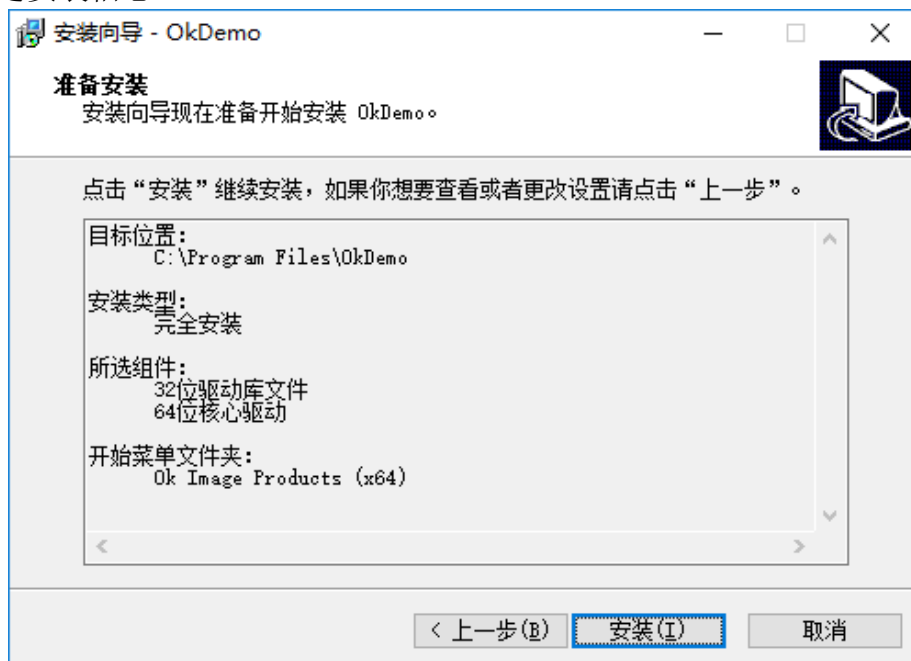 安装向导 - OkDemo
准备安装
安装向导现在准备开始安装 OkDemo。
点击“安装”继续安装，如果你想要查看或者更改设置请点击“上一步”。
目标位置：
C:\Program Files\OkDemo
安装类型：
完全安装
所选组件：
32位驱动库文件
64位核心驱动
开始菜单文件夹：
Ok Image Products (x64)
< 上一步(B) 安装(I) 取消